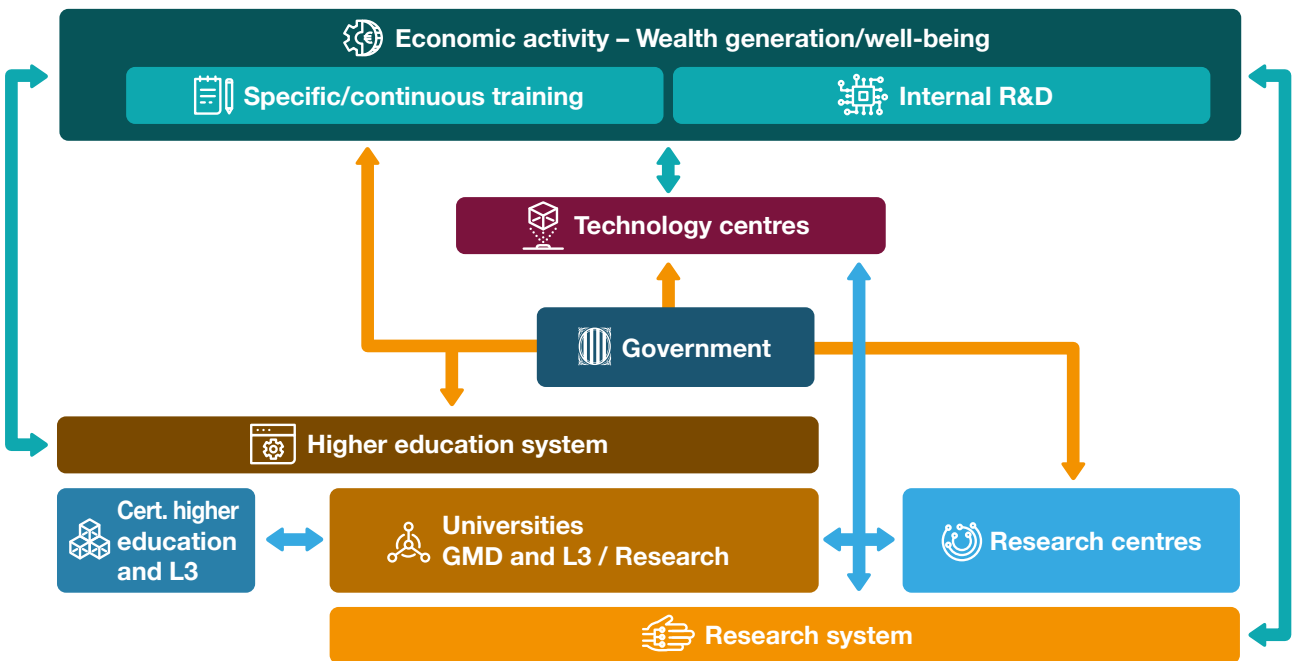 Economic activity – Wealth generation/well-being
Specific/continuous training
Internal R&D
Technology centres
Government
Higher education system
Cert. higher
education
and L3
Universities
GMD and L3 / Research
Research centres
Research system